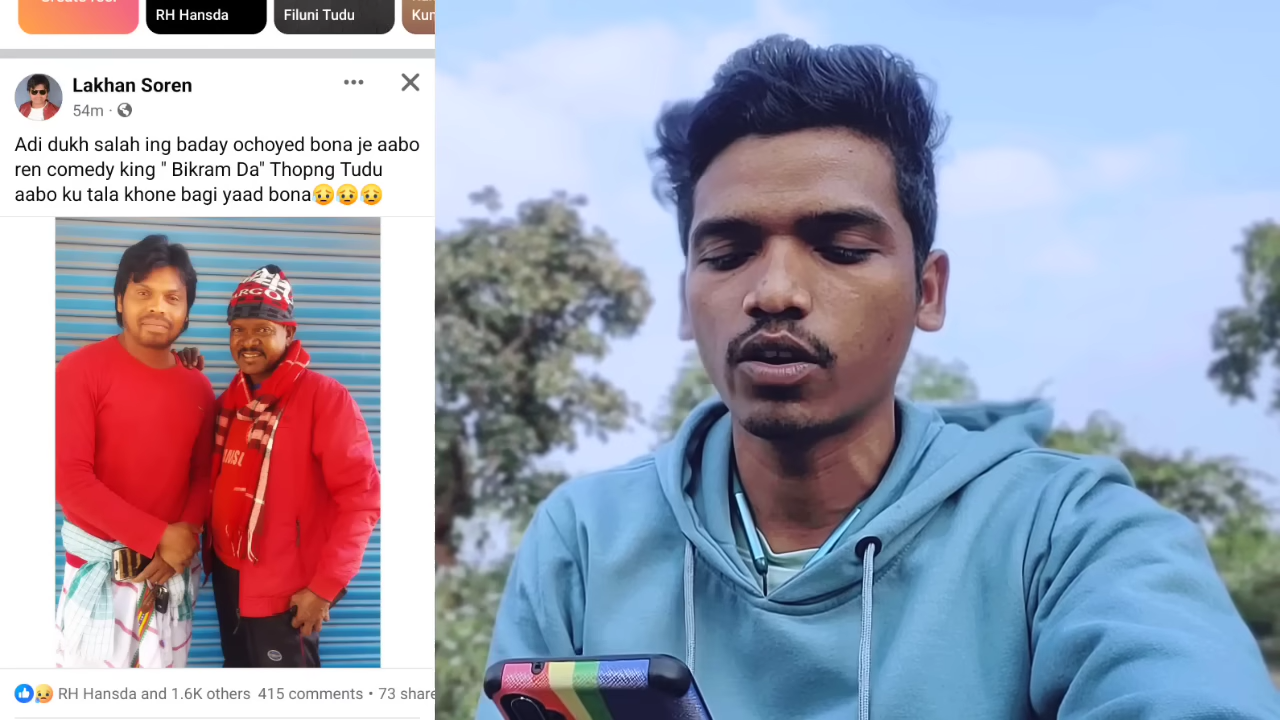 RH Hansda
Filuni Tudu
Kun
Lakhan Soren
54m ·
Adi dukh salah ing baday ochoyed bona je aabo
ren comedy king " Bikram Da" Thopng Tudu
aabo ku tala khone bagi yaad bona😥😥😥
ARGO
RH Hansda and 1.6K others 415 comments • 73 share